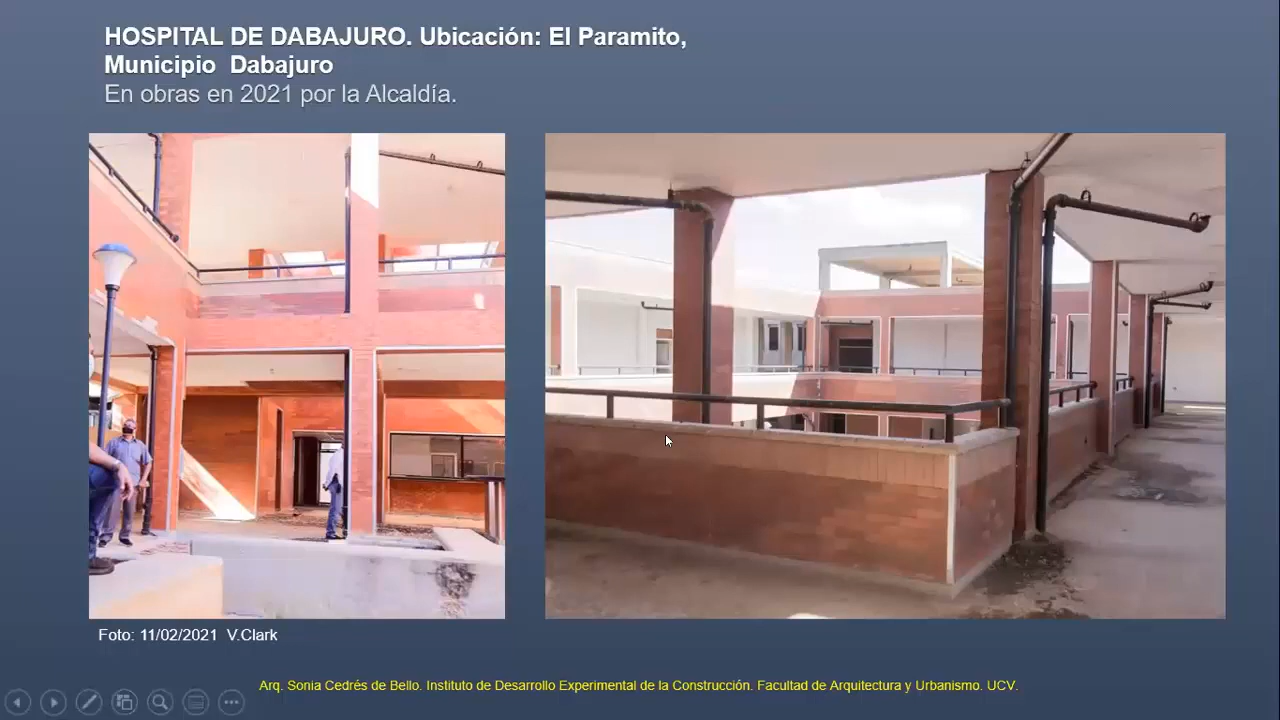 HOSPITAL DE DABAJURO. Ubicación: El Paramito,
Municipio Dabajuro
En obras en 2021 por la Alcaldía.
Foto: 11/02/2021 V.Clark
Arq. Sonia Cedrés de Bello. Instituto de Desarrollo Experimental de la Construcción. Facultad de Arquitectura y Urbanismo. UCV.